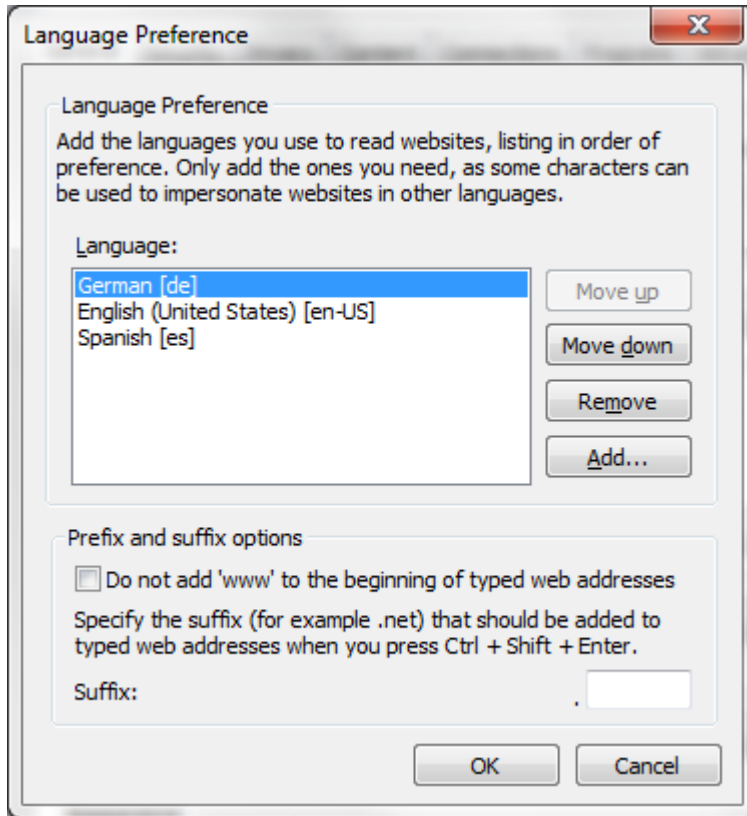 Language Preference
Language Preference
Add the languages you use to read websites, listing in order of
preference. Only add the ones you need, as some characters can
be used to impersonate websites in other languages.
Language:
German [de]
English (United States) [en-US]
Spanish [es]
Move up
Move down
Remove
Add...
Prefix and suffix options
Do not add 'www' to the beginning of typed web addresses
Specify the suffix (for example .net) that should be added to
typed web addresses when you press Ctrl + Shift + Enter.
Suffix:
.
OK
Cancel